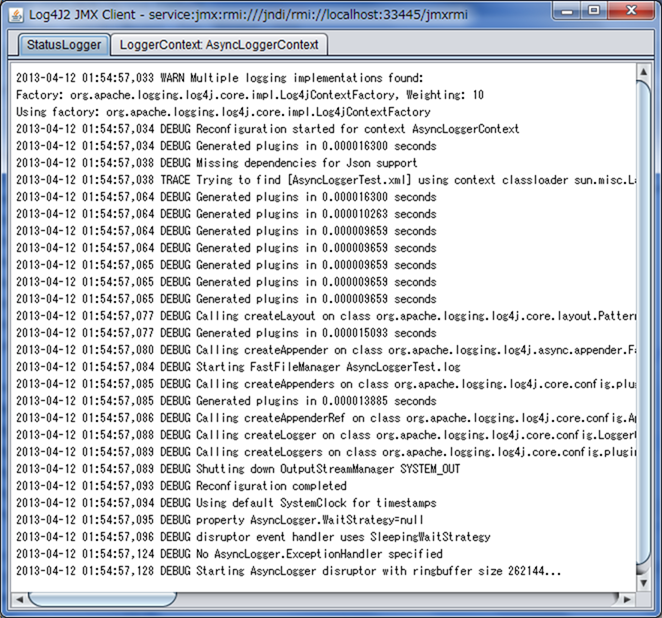 Log4J2 JMX Client - service:jmx:rmi:///jndi/rmi://localhost:33445/jmxrmi
StatusLogger LoggerContext: AsyncLoggerContext
2013-04-12 01:54:57,033 WARN Multiple logging implementations found:
Factory: org.apache.logging.log4j.core.impl.Log4jContextFactory, Weighting: 10
Using factory: org.apache.logging.log4j.core.impl.Log4jContextFactory
2013-04-12 01:54:57,034 DEBUG Reconfiguration started for context AsyncLoggerContext
2013-04-12 01:54:57,034 DEBUG Generated plugins in 0.000016300 seconds
2013-04-12 01:54:57,038 DEBUG Missing dependencies for Json support
2013-04-12 01:54:57,038 TRACE Trying to find [AsyncLoggerTest.xml] using context classloader sun.misc.La
2013-04-12 01:54:57,064 DEBUG Generated plugins in 0.000016300 seconds
2013-04-12 01:54:57,064 DEBUG Generated plugins in 0.000010263 seconds
2013-04-12 01:54:57,064 DEBUG Generated plugins in 0.000009659 seconds
2013-04-12 01:54:57,064 DEBUG Generated plugins in 0.000009659 seconds
2013-04-12 01:54:57,065 DEBUG Generated plugins in 0.000009659 seconds
2013-04-12 01:54:57,065 DEBUG Generated plugins in 0.000009659 seconds
2013-04-12 01:54:57,065 DEBUG Generated plugins in 0.000009659 seconds
2013-04-12 01:54:57,077 DEBUG Calling createLayout on class org.apache.logging.log4j.core.layout.Pattern
2013-04-12 01:54:57,077 DEBUG Generated plugins in 0.000015093 seconds
2013-04-12 01:54:57,080 DEBUG Calling createAppender on class org.apache.logging.log4j.async.appender.Fa
2013-04-12 01:54:57,084 DEBUG Starting FastFileManager AsyncLoggerTest.log
2013-04-12 01:54:57,085 DEBUG Calling createAppenders on class org.apache.logging.log4j.core.config.plug
2013-04-12 01:54:57,085 DEBUG Generated plugins in 0.000013885 seconds
2013-04-12 01:54:57,086 DEBUG Calling createAppenderRef on class org.apache.logging.log4j.core.config.Ap
2013-04-12 01:54:57,088 DEBUG Calling createLogger on class org.apache.logging.log4j.core.config.LoggerC
2013-04-12 01:54:57,089 DEBUG Calling createLoggers on class org.apache.logging.log4j.core.config.plugin
2013-04-12 01:54:57,089 DEBUG Shutting down OutputStreamManager SYSTEM_OUT
2013-04-12 01:54:57,093 DEBUG Reconfiguration completed
2013-04-12 01:54:57,094 DEBUG Using default SystemClock for timestamps
2013-04-12 01:54:57,095 DEBUG property AsyncLogger.WaitStrategy=null
2013-04-12 01:54:57,096 DEBUG disruptor event handler uses SleepingWaitStrategy
2013-04-12 01:54:57,124 DEBUG No AsyncLogger.ExceptionHandler specified
2013-04-12 01:54:57,128 DEBUG Starting AsyncLogger disruptor with ringbuffer size 262144...